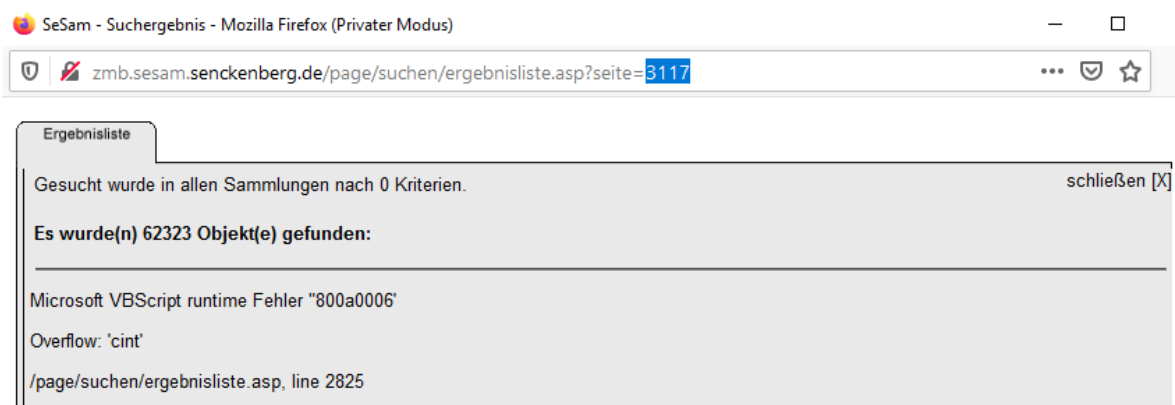 SeSam - Suchergebnis - Mozilla Firefox (Privater Modus)
zmb.sesam.senckenberg.de/page/suchen/ergebnisliste.asp?seite=3117
Ergebnisliste
Gesucht wurde in allen Sammlungen nach 0 Kriterien. schließen [X]
Es wurde(n) 62323 Objekt(e) gefunden:
Microsoft VBScript runtime Fehler "800a0006'
Overflow: 'cint'
/page/suchen/ergebnisliste.asp, line 2825